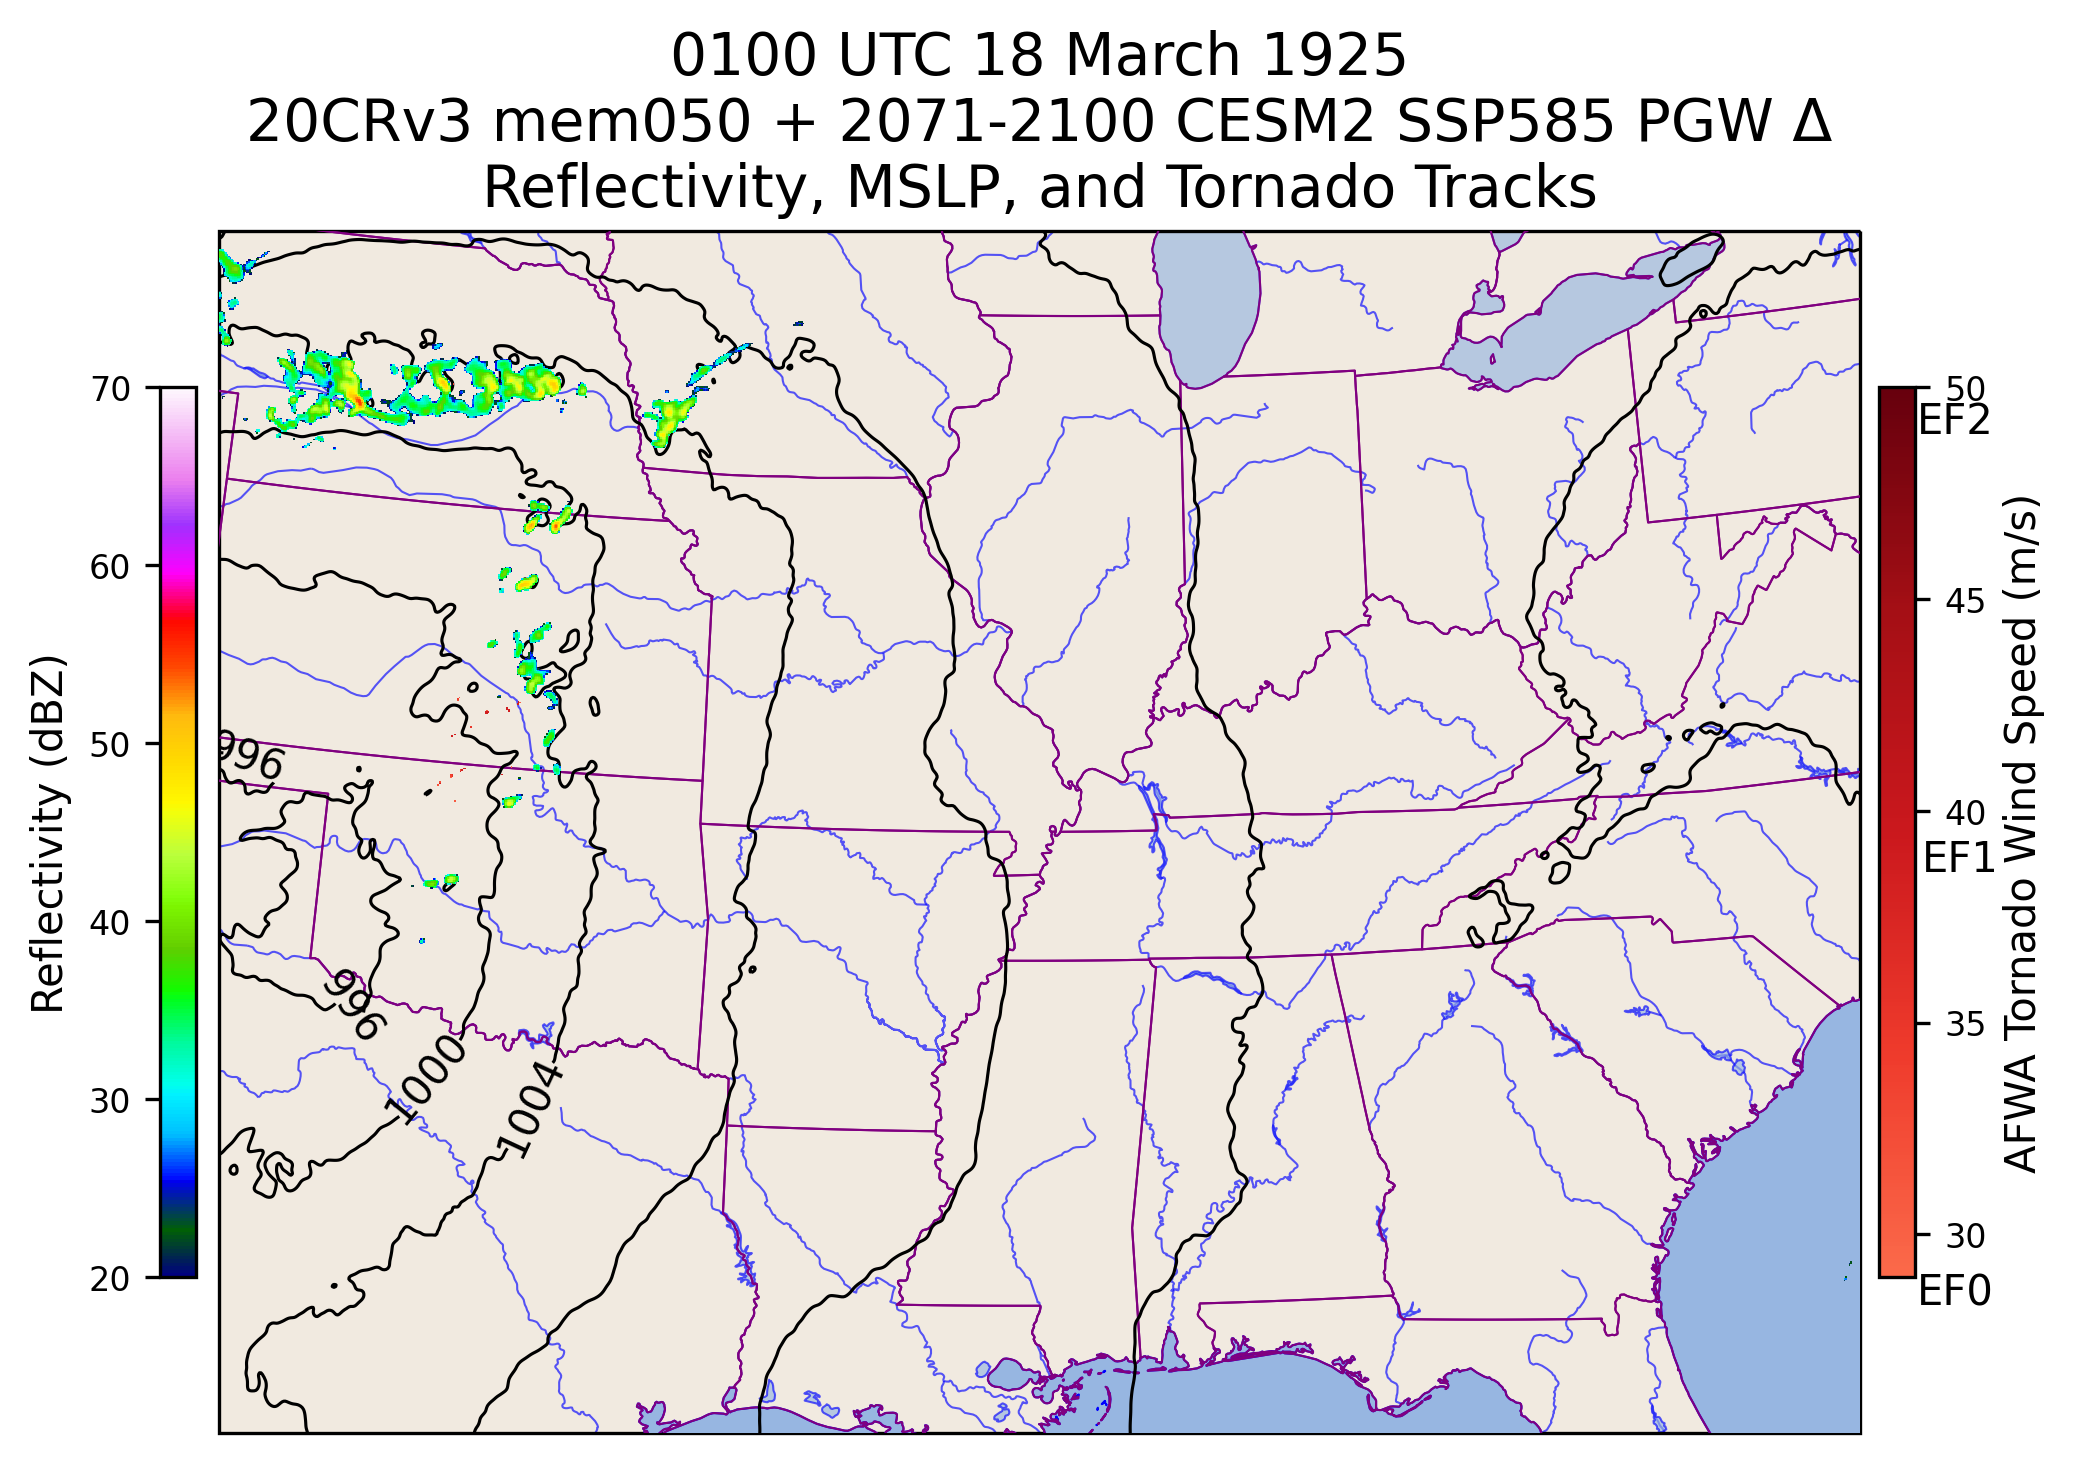 0100 UTC 18 March 1925
20CRv3 mem050 + 2071-2100 CESM2 SSP585 PGW Δ
Reflectivity, MSLP, and Tornado Tracks
Reflectivity (dBZ)
70
60
50
40
30
20
996
996
1000
1004
50
EF2
45
40
EF1
35
30
EF0
AFWA Tornado Wind Speed (m/s)